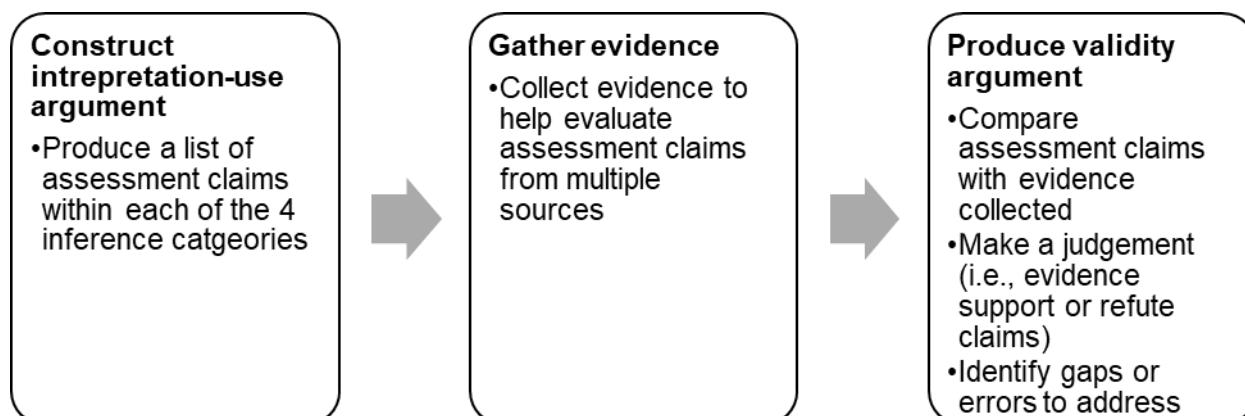 Construct
intrepretation-use
argument
•Produce a list of
assessment claims
within each of the 4
inference catgeories
Gather evidence
•Collect evidence to
help evaluate
assessment claims
from multiple
sources
Produce validity
argument
•Compare
assessment claims
with evidence
collected
•Make a judgement
(i.e., evidence
support or refute
claims)
•Identify gaps or
errors to address